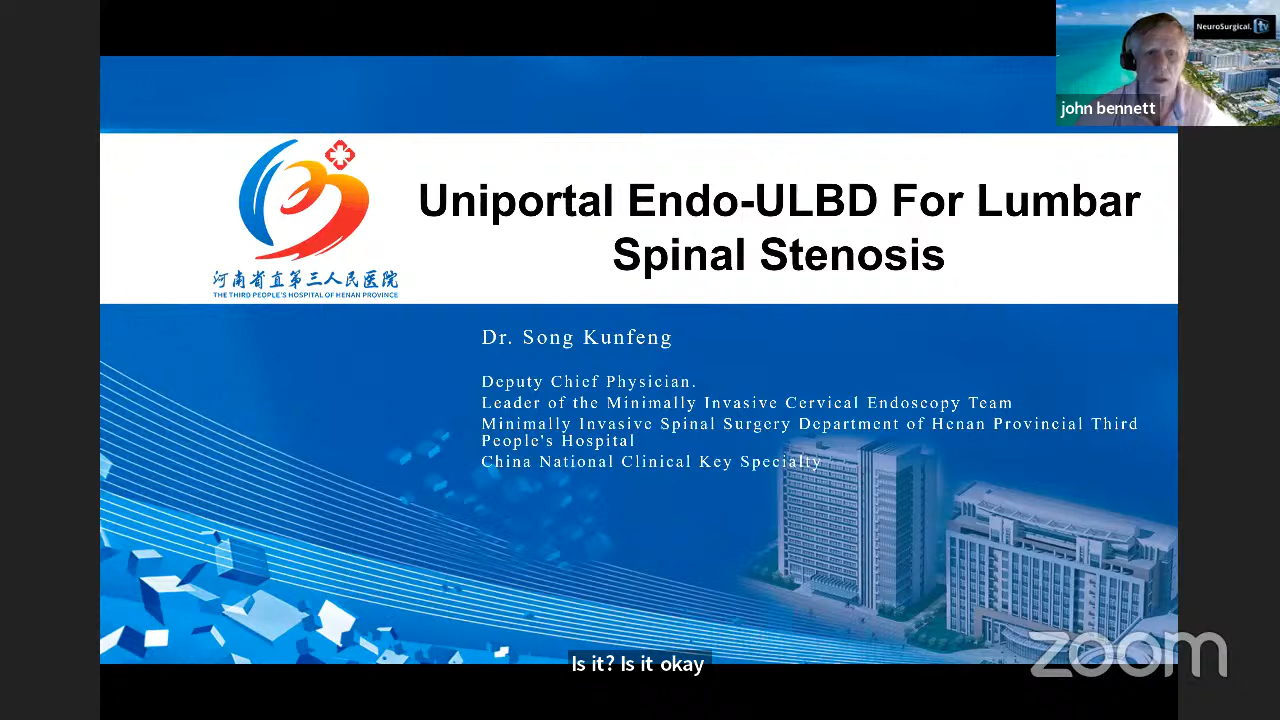 NeuroSurgical.tv
john bennett
Uniportal Endo-ULBD For Lumbar
Spinal Stenosis
河南省直第三人民医院
THE THIRD PEOPLE'S HOSPITAL OF HENAN PROVINCE
Dr. Song Kunfeng
Deputy Chief Physician.
Leader of the Minimally Invasive Cervical Endoscopy Team
Minimally Invasive Spinal Surgery Department of Henan Provincial Third
People's Hospital
China National Clinical Key Specialty
zoom
Is it? Is it okay